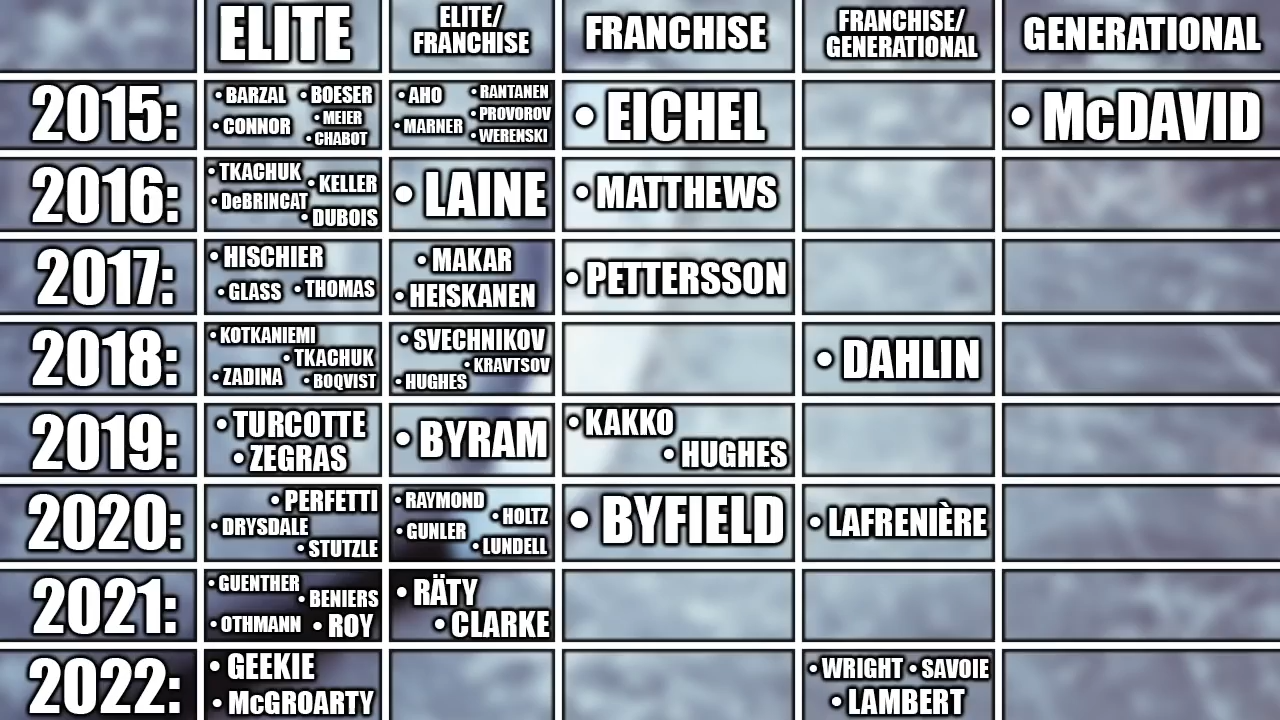 ELITE
ELITE/
FRANCHISE
FRANCHISE
FRANCHISE/
GENERATIONAL
GENERATIONAL
2015:
• BARZAL • BOESER
• CONNOR • MEIER
• CHABOT
• AHO • RANTANEN
• MARNER • PROVOROV
• WERENSKI
• EICHEL
• McDAVID
2016:
• TKACHUK
• KELLER
• DeBRINCAT
• DUBOIS
• LAINE
• MATTHEWS
2017:
• HISCHIER
• GLASS • THOMAS
• MAKAR
• HEISKANEN
• PETTERSSON
2018:
• KOTKANIEMI
• TKACHUK
• ZADINA • BOQVIST
• SVECHNIKOV
• KRAVTSOV
• HUGHES
• DAHLIN
2019:
• TURCOTTE
• ZEGRAS
• BYRAM
• KAKKO
• HUGHES
2020:
• PERFETTI
• DRYSDALE
• STUTZLE
• RAYMOND
• HOLTZ
• GUNLER
• LUNDELL
• BYFIELD
• LAFRENIÈRE
2021:
• GUENTHER
• BENIERS
• OTHMANN • ROY
• RÄTY
• CLARKE
2022:
• GEEKIE
• McGROARTY
• WRIGHT • SAVOIE
• LAMBERT